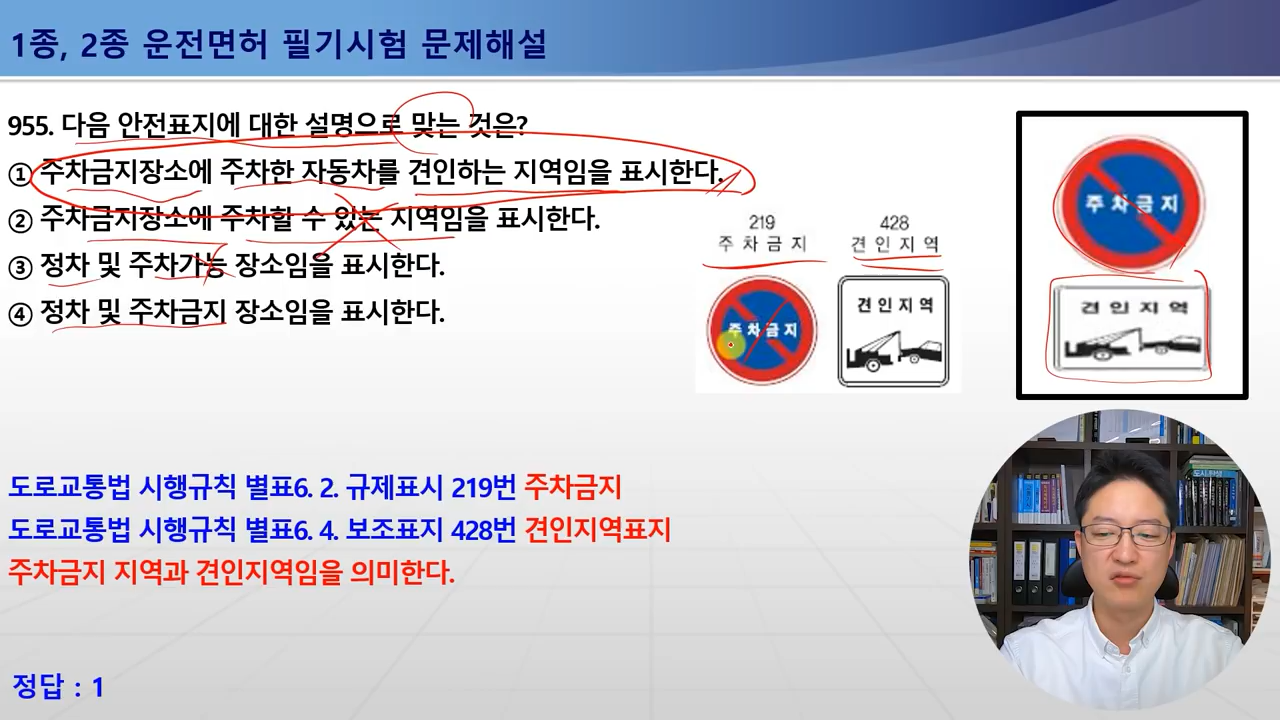 1종, 2종 운전면허 필기시험 문제해설
955. 다음 안전표지에 대한 설명으로 맞는 것은?
① 주차금지장소에 주차한 자동차를 견인하는 지역임을 표시한다.
② 주차금지장소에 주차할 수 있는 지역임을 표시한다.
③ 정차 및 주차가능 장소임을 표시한다.
④ 정차 및 주차금지 장소임을 표시한다.
219
주차금지
주차금지
428
견인지역
견인지역
주차금지
견인지역
도로교통법 시행규칙 별표6. 2. 규제표시 219번 주차금지
도로교통법 시행규칙 별표6. 4. 보조표지 428번 견인지역표지
주차금지 지역과 견인지역임을 의미한다.
정답 : 1